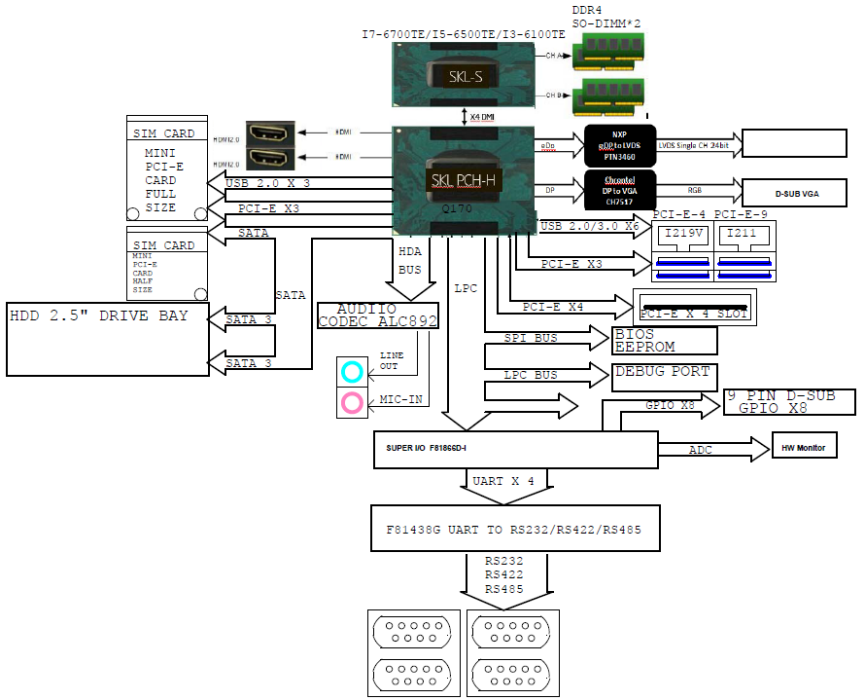 DDR4
SO-DIMM*2
I7-6700TE/I5-6500TE/I3-6100TE
CH A
SKL-S
CH B
X4 DMI
SIM CARD
MINI
PCI-E
CARD
FULL
SIZE
HDMI2.0
HDMI
HDMI2.0
HDMI
SKL PCH-H
Q170
eDp
NXP
eDP to LVDS
PTN3460
LVDS Single CH 24bit
DP
Chrontel
DP to VGA
CH7517
RGB
D-SUB VGA
USB 2.0 X 3
PCI-E X3
SATA
USB 2.0/3.0 X6
PCI-E-4 PCI-E-9
I219V
I211
PCI-E X3
SIM CARD
MINI
PCI-E
CARD
HALF
SIZE
HDA
BUS
LPC
SATA
PCI-E X4
PCI-E X 4 SLOT
HDD 2.5" DRIVE BAY
SATA 3
SATA 3
AUDIIO
CODEC ALC892
SPI BUS
BIOS
EEPROM
LINE
OUT
MIC-IN
LPC BUS
DEBUG PORT
GPIO X8
9 PIN D-SUB
GPIO X8
SUPER I/O F81866D-I
ADC
HW Monitor
UART X 4
F81438G UART TO RS232/RS422/RS485
RS232
RS422
RS485